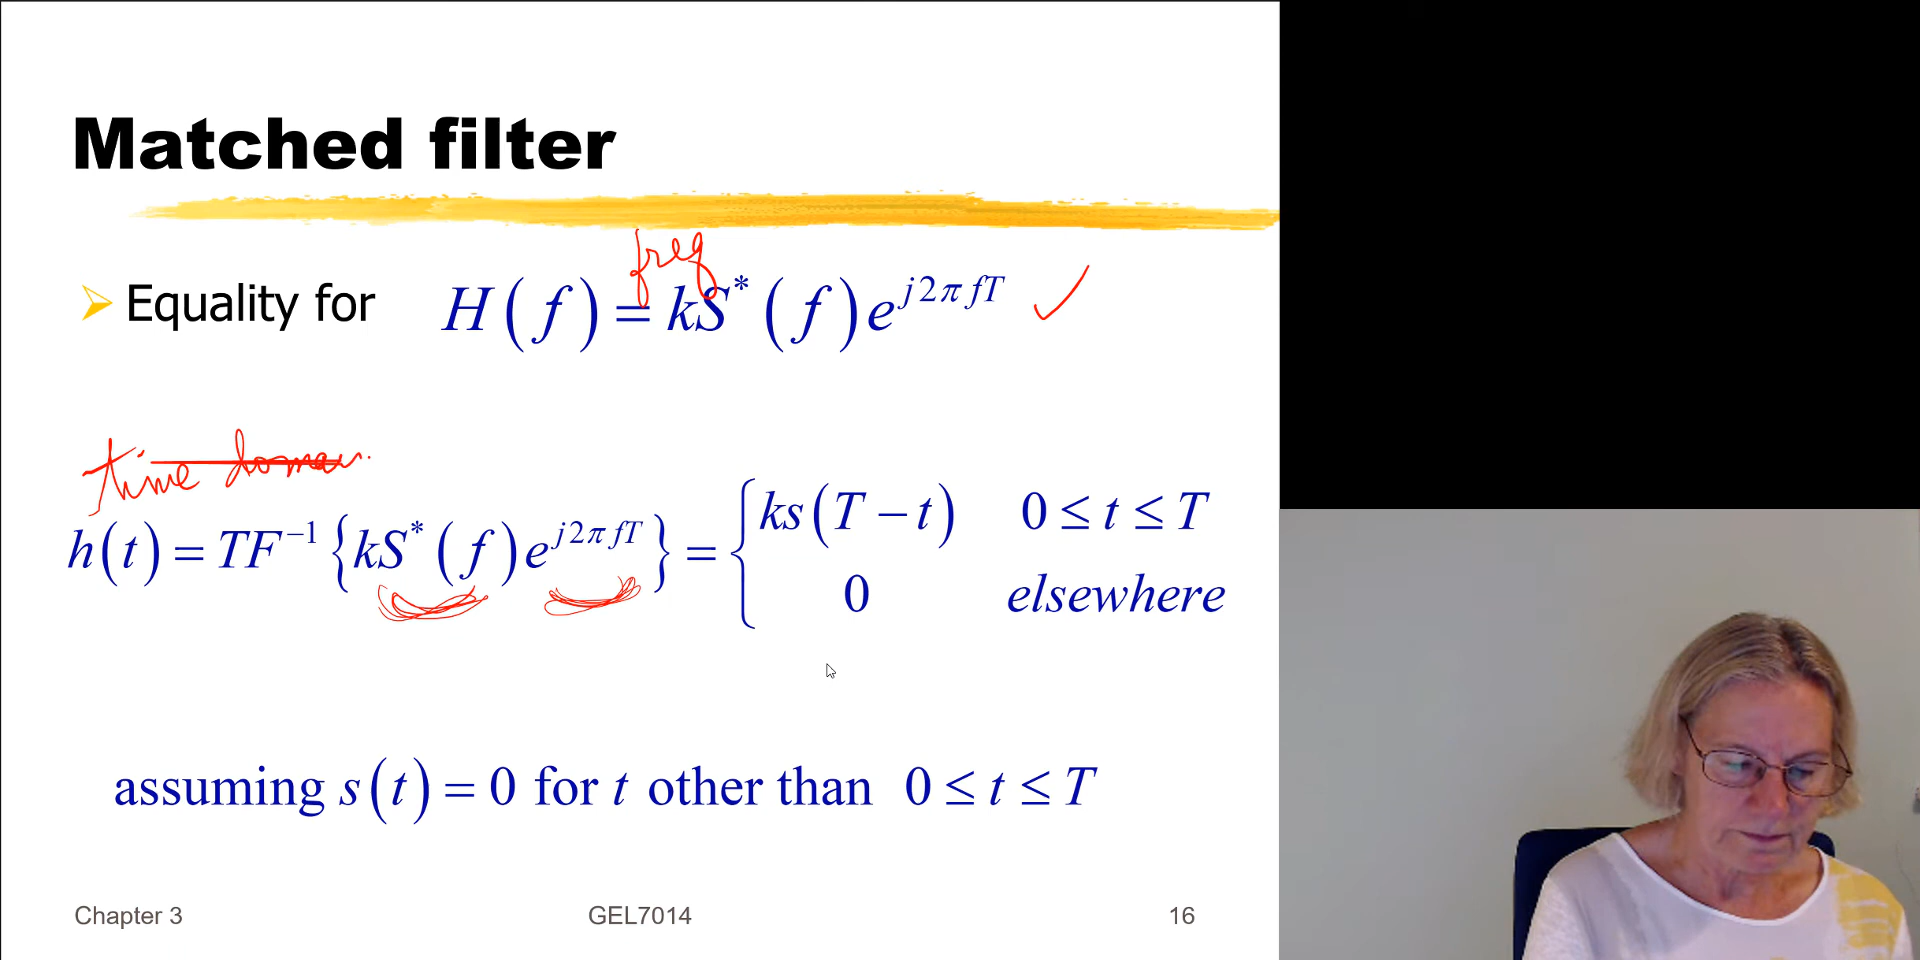 Matched filter
freq
Equality for H(f) = kS*(f)e^{j2πfT} ✓
time domain.
h(t) = TF^{-1}{kS*(f)e^{j2πfT}} = { ks(T − t) 0 ≤ t ≤ T
0 elsewhere
assuming s(t) = 0 for t other than 0 ≤ t ≤ T
Chapter 3 GEL7014 16